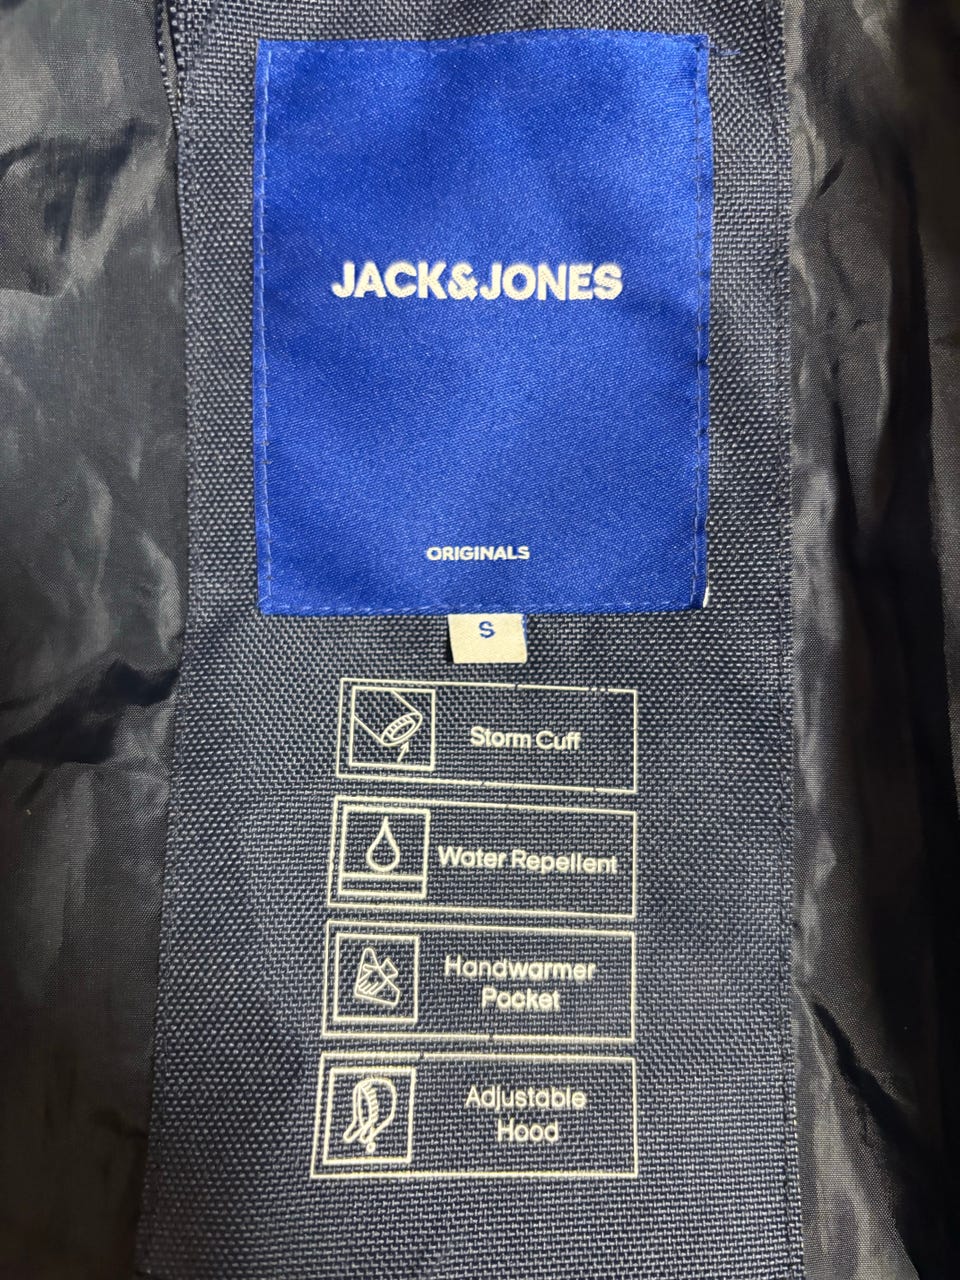 JACK&JONES
ORIGINALS
S
Storm Cuff
Water Repellent
Handwarmer
Pocket
Adjustable
Hood